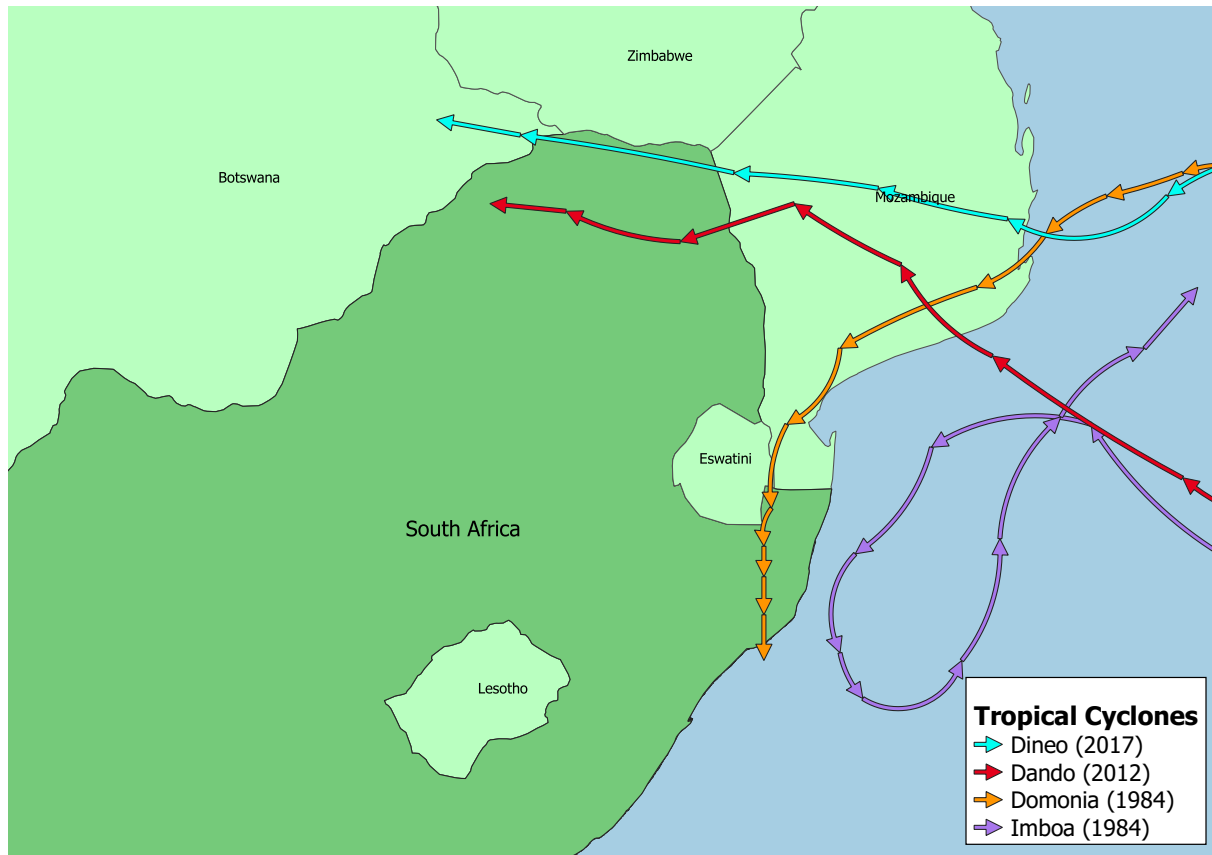 Zimbabwe
Botswana
Mozambique
Eswatini
South Africa
Lesotho
Tropical Cyclones
Dineo (2017)
Dando (2012)
Domonia (1984)
Imboa (1984)